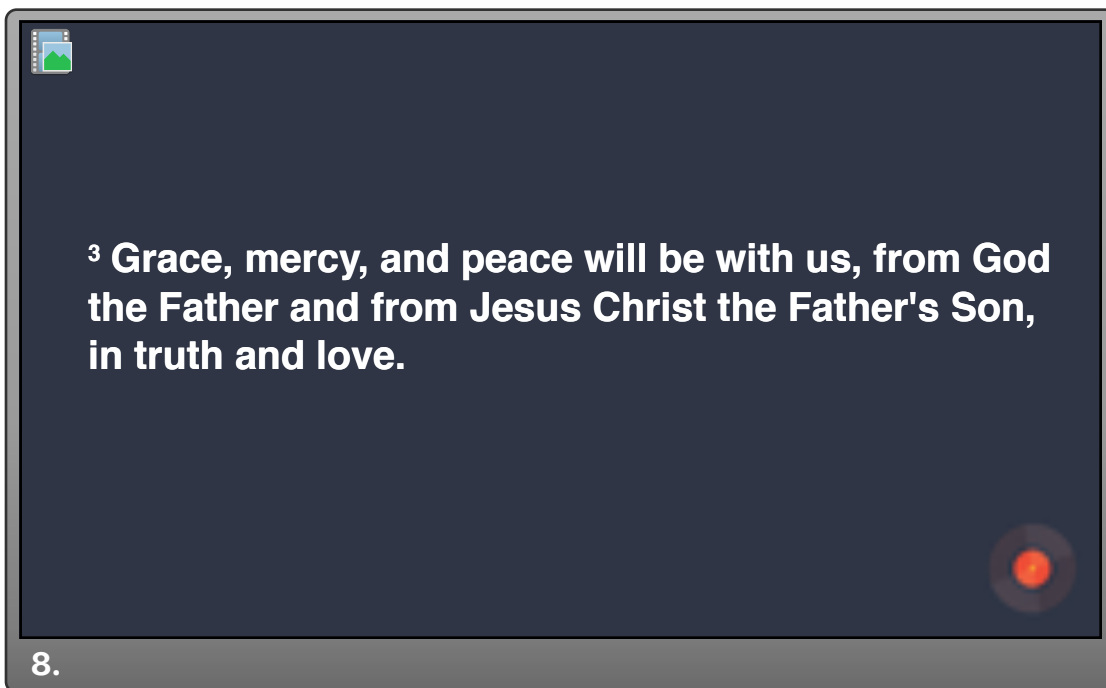 ³ Grace, mercy, and peace will be with us, from God
the Father and from Jesus Christ the Father's Son,
in truth and love.
8.